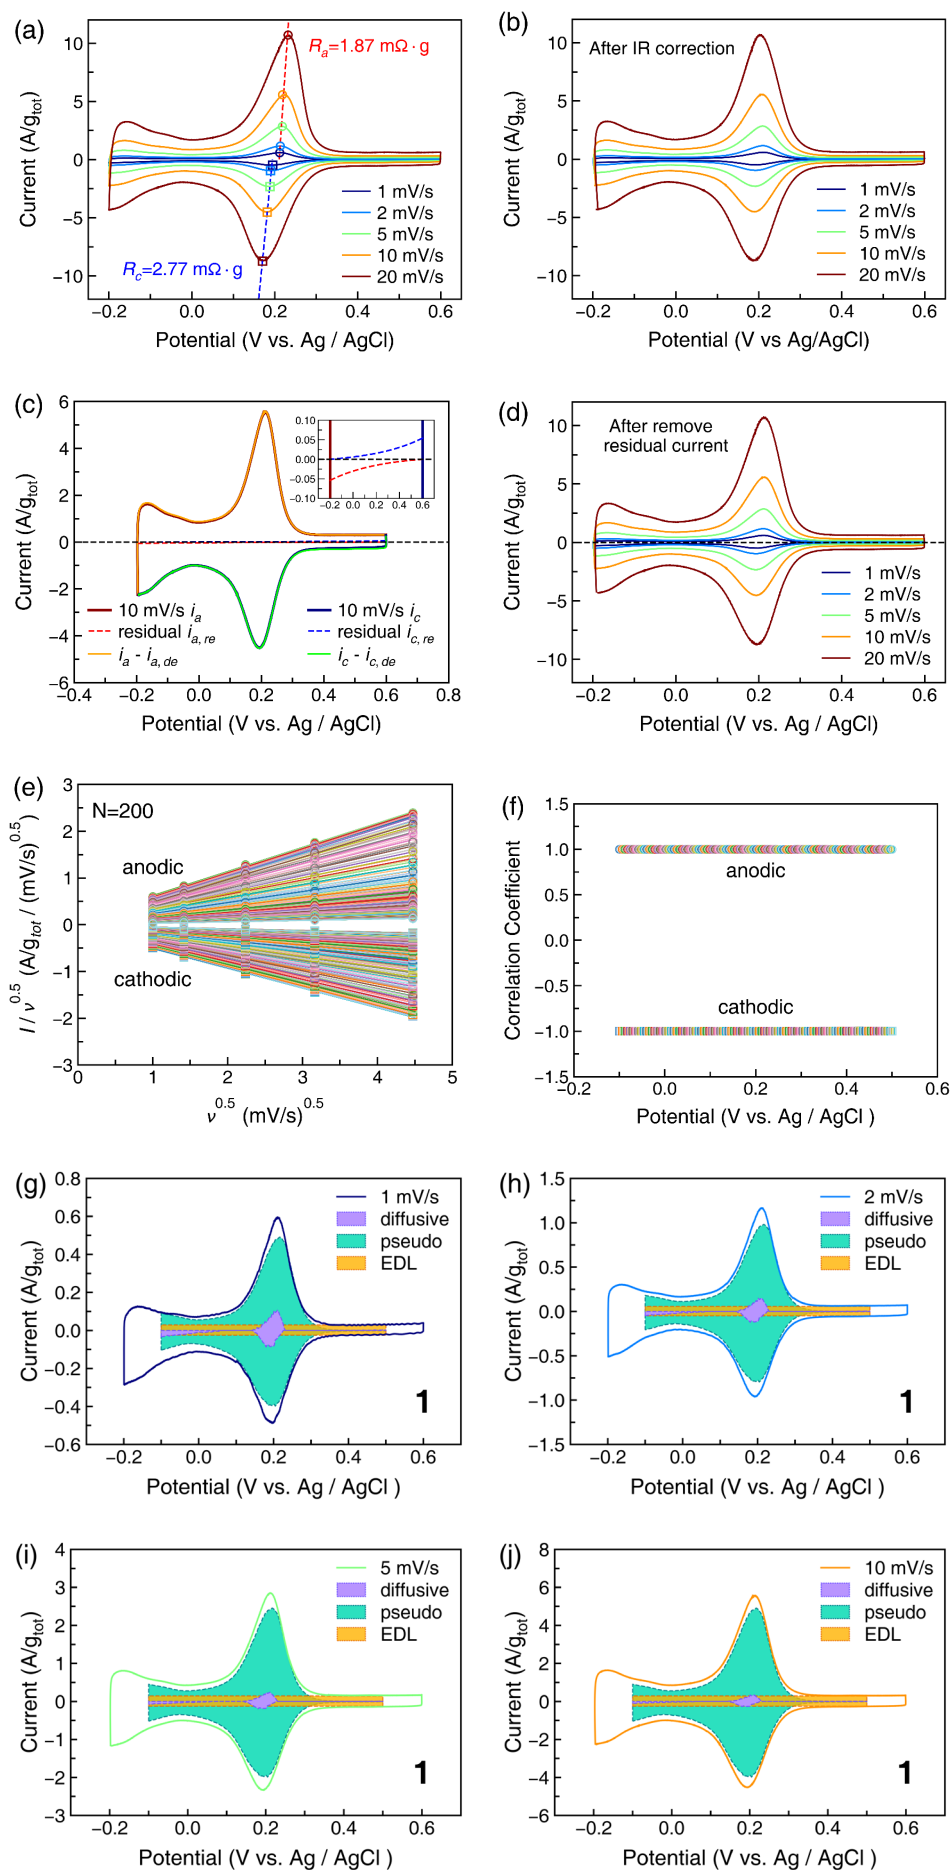 (a)
R_a=1.87 mΩ · g
R_c=2.77 mΩ · g
1 mV/s
2 mV/s
5 mV/s
10 mV/s
20 mV/s
10
5
0
−5
−10
−0.2 0.0 0.2 0.4 0.6
Current (A/g_tot)
Potential (V vs. Ag / AgCl)
(b)
After IR correction
1 mV/s
2 mV/s
5 mV/s
10 mV/s
20 mV/s
10
5
0
−5
−10
−0.2 0.0 0.2 0.4 0.6
Current (A/g_tot)
Potential (V vs Ag/AgCl)
(c)
6
4
2
0
−2
−4
−6
0.10
0.05
0.00
−0.05
−0.10
−0.2 0.0 0.2 0.4 0.6
10 mV/s i_a
residual i_a,re
i_a - i_a,de
10 mV/s i_c
residual i_c,re
i_c - i_c,de
−0.4 −0.2 0.0 0.2 0.4 0.6 0.8
Current (A/g_tot)
Potential (V vs. Ag / AgCl)
(d)
After remove
residual current
1 mV/s
2 mV/s
5 mV/s
10 mV/s
20 mV/s
10
5
0
−5
−10
−0.2 0.0 0.2 0.4 0.6
Current (A/g_tot)
Potential (V vs. Ag / AgCl)
(e)
N=200
anodic
cathodic
3
2
1
0
−1
−2
−3
0 1 2 3 4 5
I / ν^0.5 (A/g_tot / (mV/s)^0.5)
ν^0.5 (mV/s)^0.5
(f)
anodic
cathodic
1.5
1.0
0.5
0.0
−0.5
−1.0
−1.5
−0.2 0.0 0.2 0.4 0.6
Correlation Coefficient
Potential (V vs. Ag / AgCl )
(g)
1 mV/s
diffusive
pseudo
EDL
1
0.8
0.6
0.4
0.2
0.0
−0.2
−0.4
−0.6
−0.2 0.0 0.2 0.4 0.6
Current (A/g_tot)
Potential (V vs. Ag / AgCl )
(h)
2 mV/s
diffusive
pseudo
EDL
1
1.5
1.0
0.5
0.0
−0.5
−1.0
−1.5
−0.2 0.0 0.2 0.4 0.6
Current (A/g_tot)
Potential (V vs. Ag / AgCl )
(i)
5 mV/s
diffusive
pseudo
EDL
1
4
3
2
1
0
−1
−2
−3
−0.2 0.0 0.2 0.4 0.6
Current (A/g_tot)
Potential (V vs. Ag / AgCl )
(j)
10 mV/s
diffusive
pseudo
EDL
1
8
6
4
2
0
−2
−4
−6
−0.2 0.0 0.2 0.4 0.6
Current (A/g_tot)
Potential (V vs. Ag / AgCl )